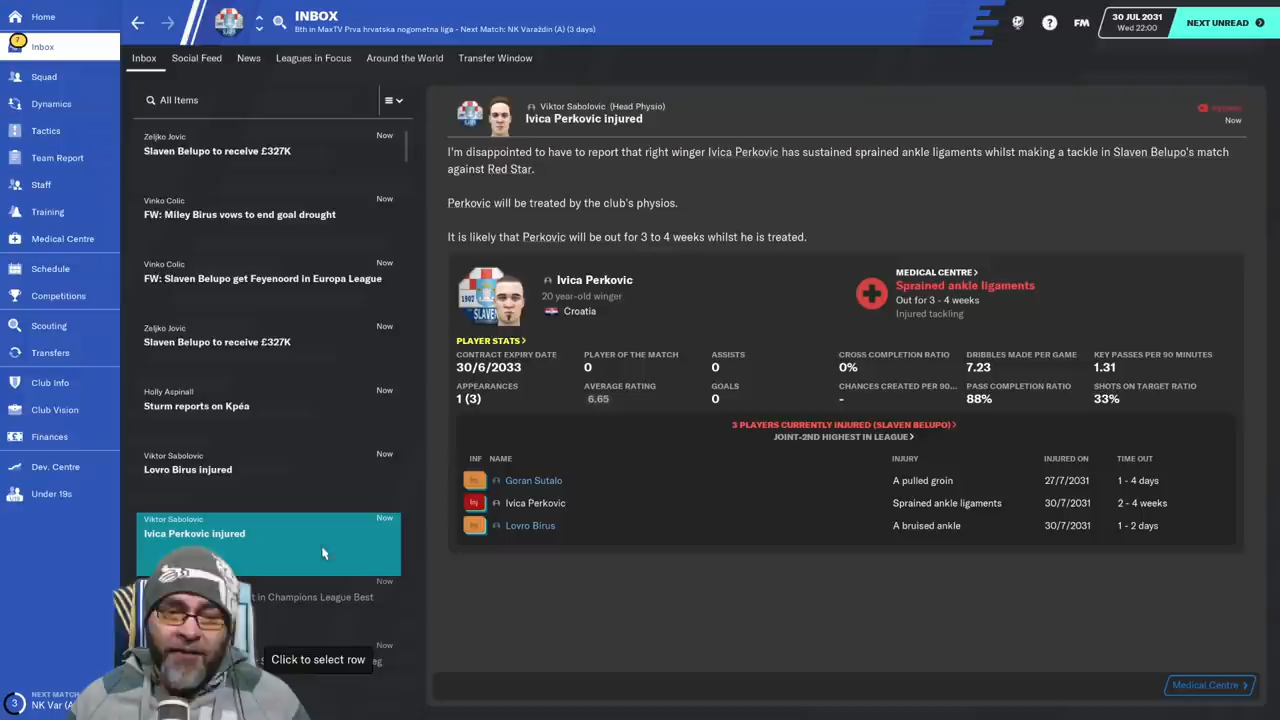 Home
7
Inbox
Squad
Dynamics
Tactics
Team Report
Staff
Training
Medical Centre
Schedule
Competitions
Scouting
Transfers
Club Info
Club Vision
Finances
Dev. Centre
Under 19s
3
NEXT MATCH
NK Var (A
INBOX
8th in MaxTV Prva hrvatska nogometna liga - Next Match: NK Varaždin (A) (3 days)
?
FM
30 JUL 2031
Wed 22:00
NEXT UNREAD
Inbox
Social Feed
News
Leagues in Focus
Around the World
Transfer Window
All Items
Zeljko Jovic
Now
Slaven Belupo to receive £327K
Vinko Colic
Now
FW: Miley Birus vows to end goal drought
Vinko Colic
Now
FW: Slaven Belupo get Feyenoord in Europa League
Zeljko Jovic
Now
Slaven Belupo to receive £327K
Holly Aspinall
Now
Sturm reports on Kpéa
Viktor Sabolovic
Now
Lovro Birus injured
Viktor Sabolovic
Now
Ivica Perkovic injured
Now
t in Champions League Best
Now
Click to select row
Viktor Sabolovic (Head Physio)
Ivica Perkovic injured
Now
I'm disappointed to have to report that right winger Ivica Perkovic has sustained sprained ankle ligaments whilst making a tackle in Slaven Belupo's match
against Red Star.
Perkovic will be treated by the club's physios.
It is likely that Perkovic will be out for 3 to 4 weeks whilst he is treated.
1902
SLAVEN
Ivica Perkovic
20 year-old winger
Croatia
MEDICAL CENTRE
Sprained ankle ligaments
Out for 3 - 4 weeks
Injured tackling
PLAYER STATS
CONTRACT EXPIRY DATE
30/6/2033
PLAYER OF THE MATCH
0
ASSISTS
0
CROSS COMPLETION RATIO
0%
DRIBBLES MADE PER GAME
7.23
KEY PASSES PER 90 MINUTES
1.31
APPEARANCES
1 (3)
AVERAGE RATING
6.65
GOALS
0
CHANCES CREATED PER 90...
-
PASS COMPLETION RATIO
88%
SHOTS ON TARGET RATIO
33%
3 PLAYERS CURRENTLY INJURED (SLAVEN BELUPO)
JOINT-2ND HIGHEST IN LEAGUE
INF NAME INJURY INJURED ON TIME OUT
Inj Goran Sutalo A pulled groin 27/7/2031 1 - 4 days
Inj Ivica Perkovic Sprained ankle ligaments 30/7/2031 2 - 4 weeks
Inj Lovro Birus A bruised ankle 30/7/2031 1 - 2 days
Medical Centre